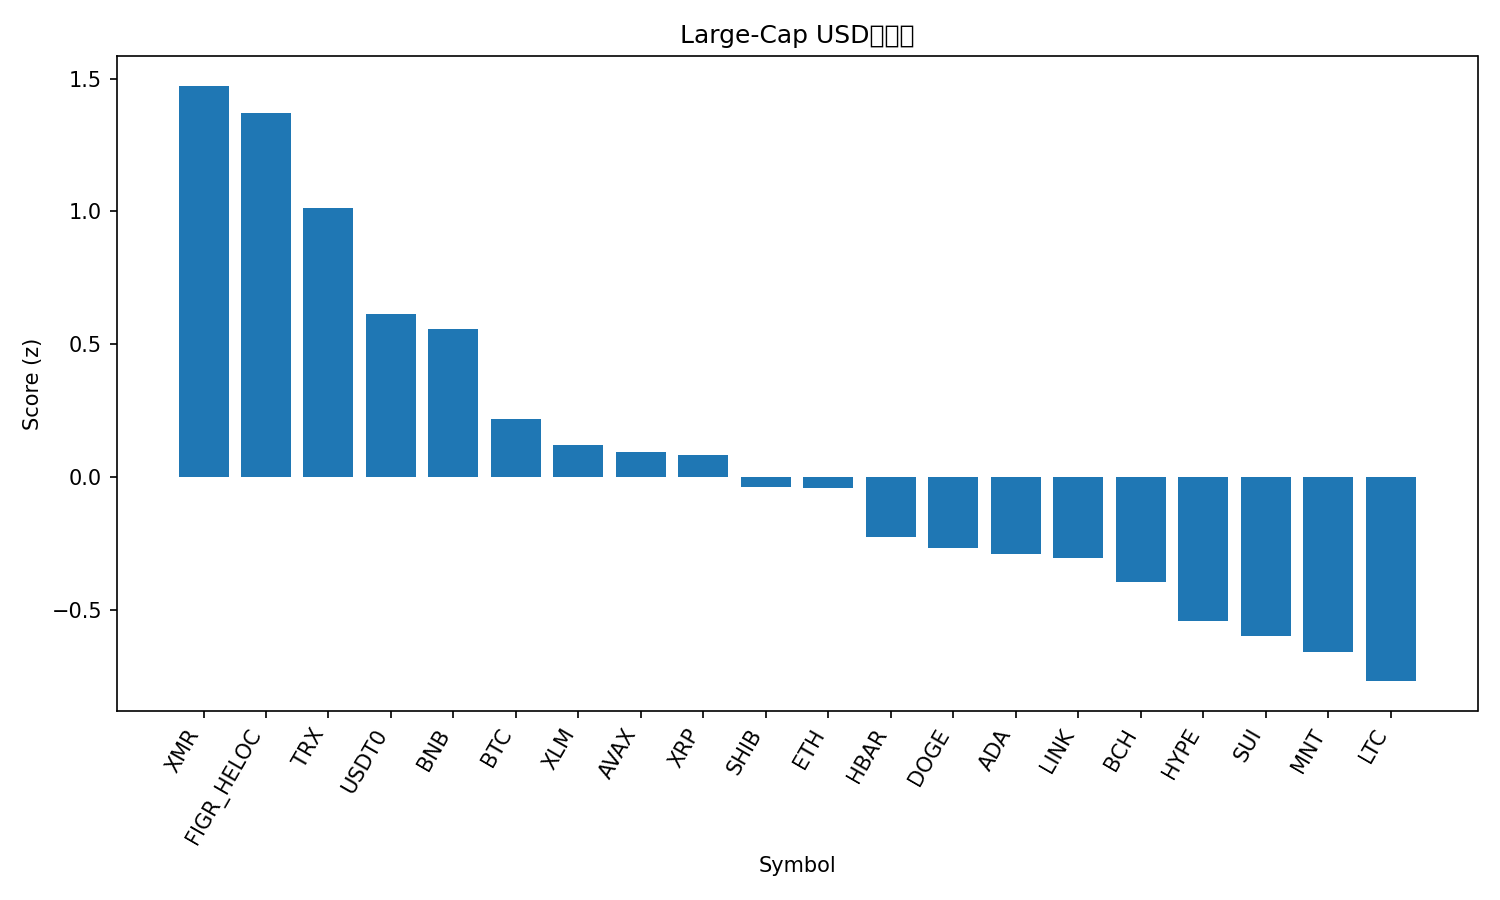 Large-Cap USD
Score (z)
1.5
1.0
0.5
0.0
−0.5
XMR
FIGR_HELOC
TRX
USDT0
BNB
BTC
XLM
AVAX
XRP
SHIB
ETH
HBAR
DOGE
ADA
LINK
BCH
HYPE
SUI
MNT
LTC
Symbol